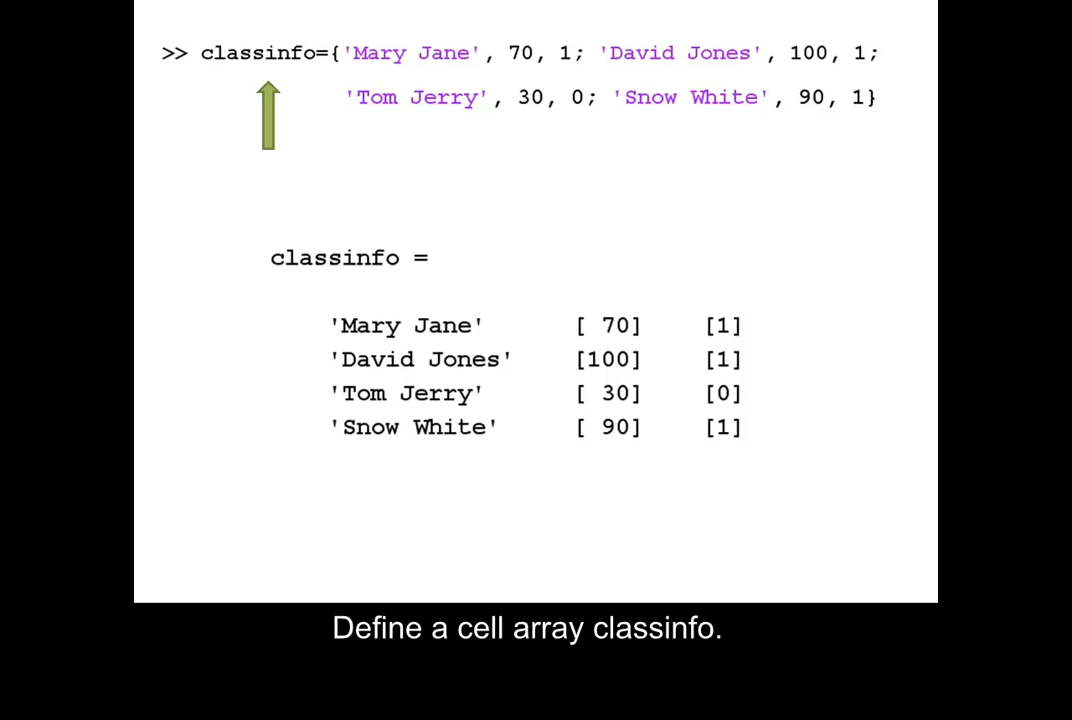 >> classinfo={'Mary Jane', 70, 1; 'David Jones', 100, 1;
'Tom Jerry', 30, 0; 'Snow White', 90, 1}
classinfo =
'Mary Jane' [ 70] [1]
'David Jones' [100] [1]
'Tom Jerry' [ 30] [0]
'Snow White' [ 90] [1]
Define a cell array classinfo.